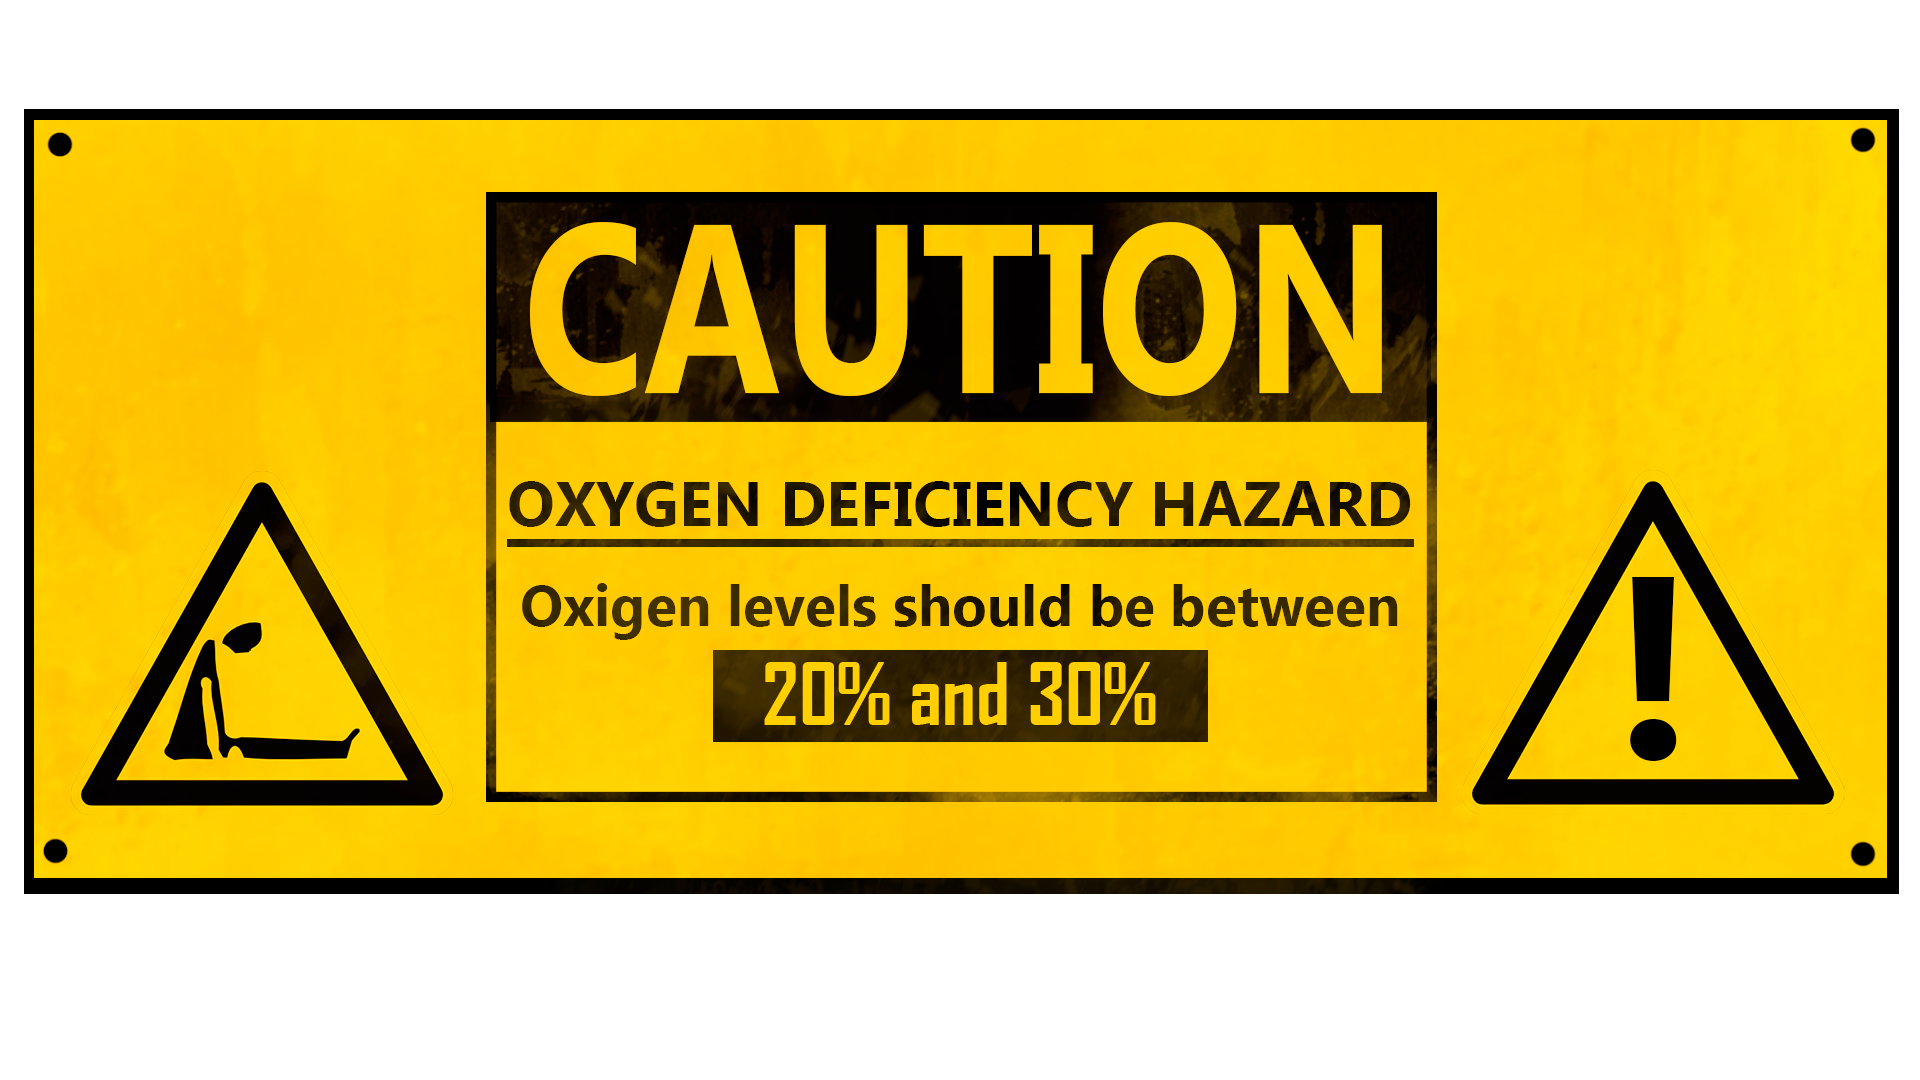 CAUTION
OXYGEN DEFICIENCY HAZARD
Oxigen levels should be between
20% and 30%